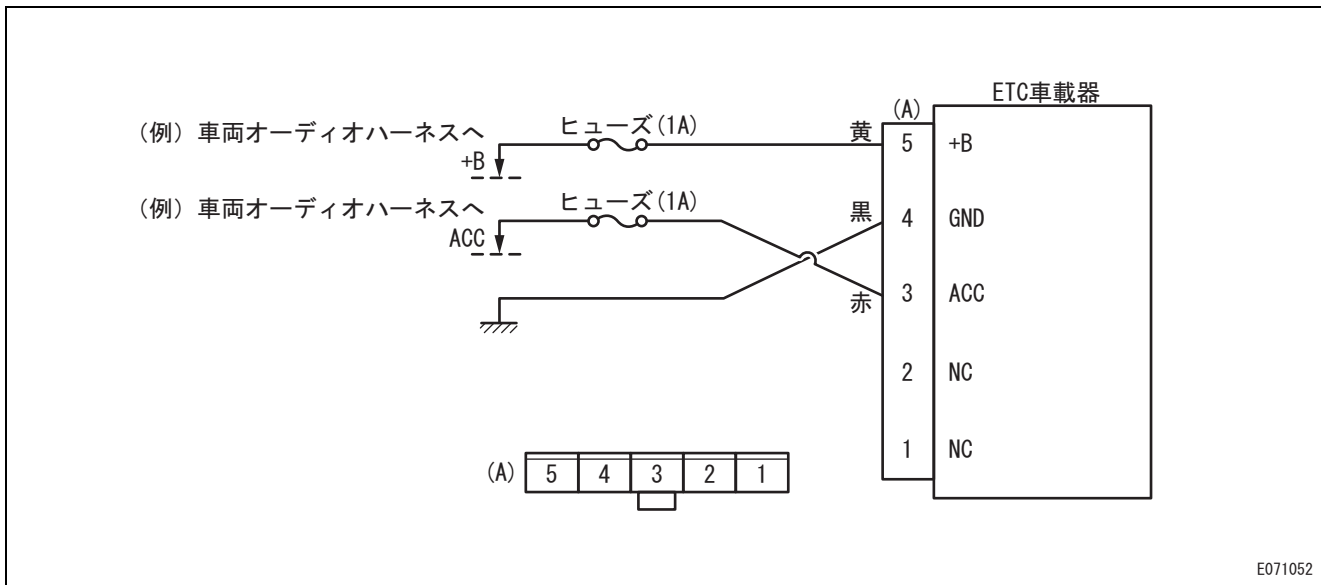 ETC車載器
(A)
(例) 車両オーディオハーネスへ ヒューズ(1A) 黄 5 +B
+B
(例) 車両オーディオハーネスへ ヒューズ(1A) 黒 4 GND
ACC
赤 3 ACC
2 NC
1 NC
(A) 5 4 3 2 1
E071052